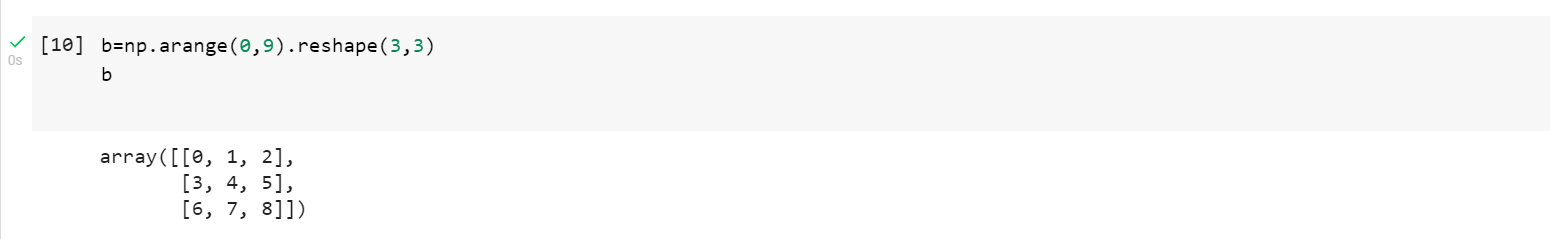 [10] b=np.arange(0,9).reshape(3,3)
0s
b
array([[0, 1, 2],
       [3, 4, 5],
       [6, 7, 8]])